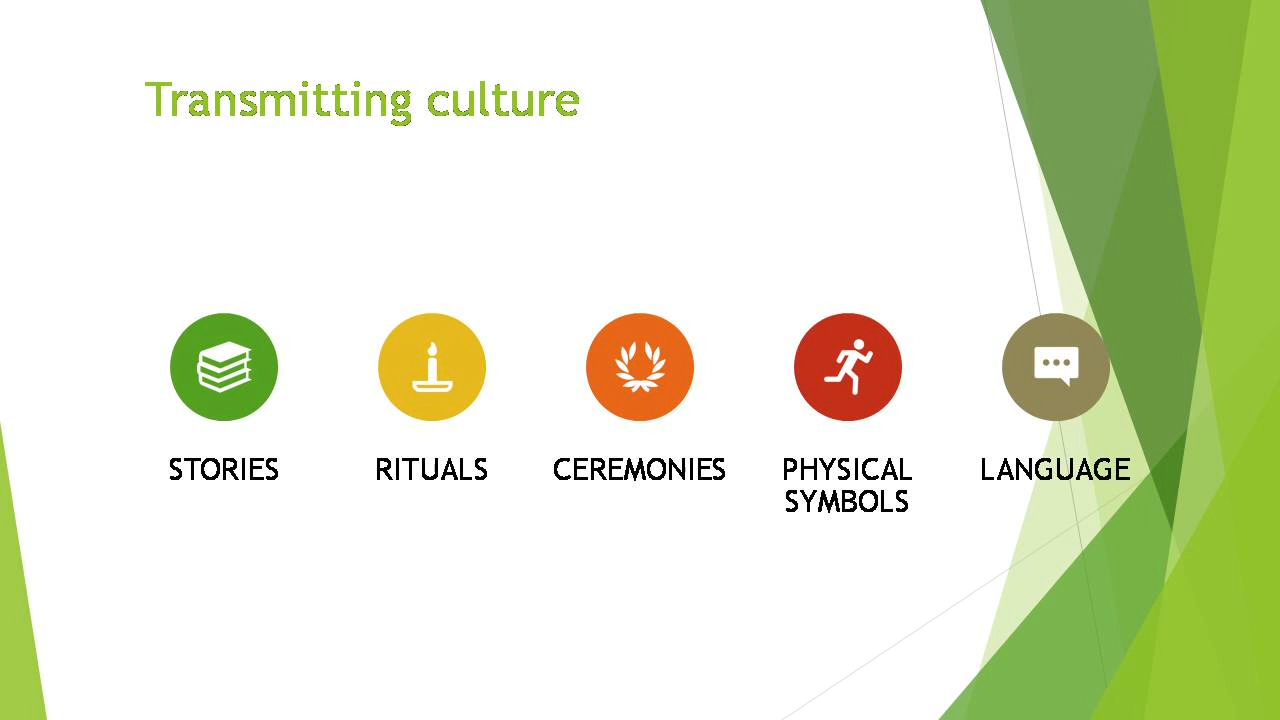 Transmitting culture
STORIES
RITUALS
CEREMONIES
PHYSICAL
SYMBOLS
LANGUAGE